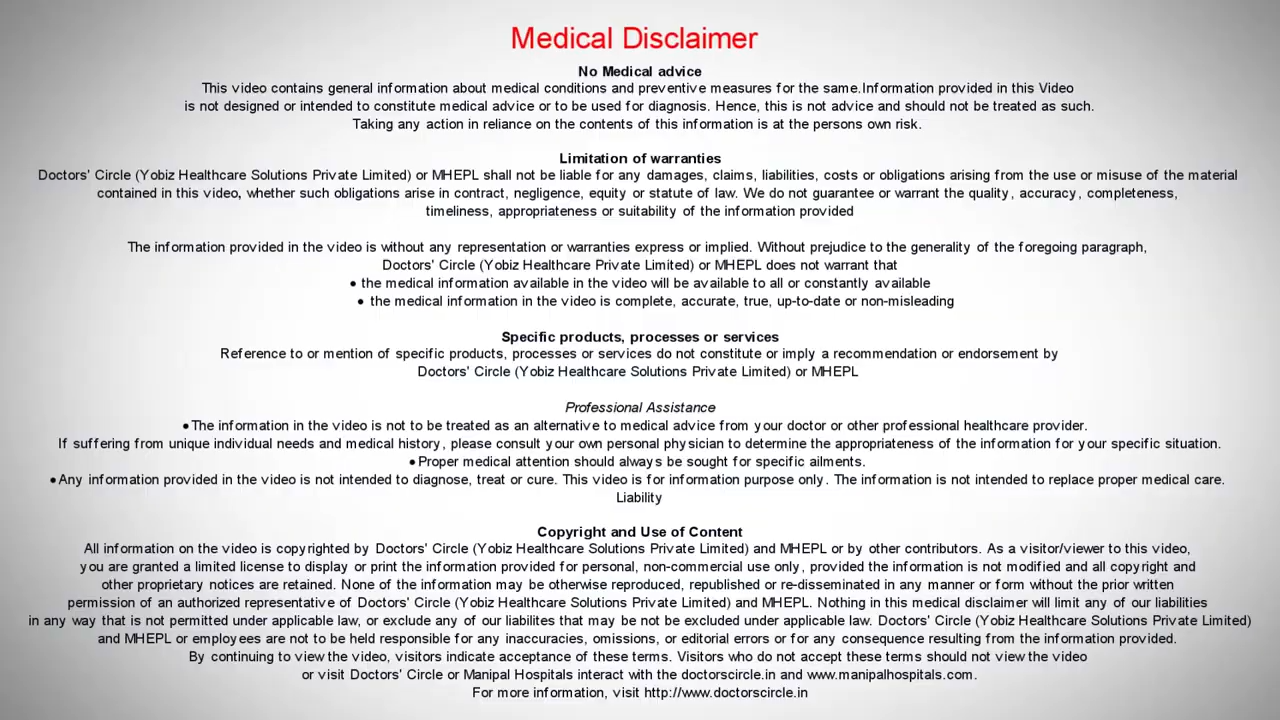 Medical Disclaimer
No Medical advice
This video contains general information about medical conditions and preventive measures for the same.Information provided in this Video
is not designed or intended to constitute medical advice or to be used for diagnosis. Hence, this is not advice and should not be treated as such.
Taking any action in reliance on the contents of this information is at the persons own risk.
Limitation of warranties
Doctors' Circle (Yobiz Healthcare Solutions Private Limited) or MHEPL shall not be liable for any damages, claims, liabilities, costs or obligations arising from the use or misuse of the material
contained in this video, whether such obligations arise in contract, negligence, equity or statute of law. We do not guarantee or warrant the quality, accuracy, completeness,
timeliness, appropriateness or suitability of the information provided
The information provided in the video is without any representation or warranties express or implied. Without prejudice to the generality of the foregoing paragraph,
Doctors' Circle (Yobiz Healthcare Private Limited) or MHEPL does not warrant that
• the medical information available in the video will be available to all or constantly available
• the medical information in the video is complete, accurate, true, up-to-date or non-misleading
Specific products, processes or services
Reference to or mention of specific products, processes or services do not constitute or imply a recommendation or endorsement by
Doctors' Circle (Yobiz Healthcare Solutions Private Limited) or MHEPL
Professional Assistance
•The information in the video is not to be treated as an alternative to medical advice from your doctor or other professional healthcare provider.
If suffering from unique individual needs and medical history, please consult your own personal physician to determine the appropriateness of the information for your specific situation.
•Proper medical attention should always be sought for specific ailments.
•Any information provided in the video is not intended to diagnose, treat or cure. This video is for information purpose only. The information is not intended to replace proper medical care.
Liability
Copyright and Use of Content
All information on the video is copyrighted by Doctors' Circle (Yobiz Healthcare Solutions Private Limited) and MHEPL or by other contributors. As a visitor/viewer to this video,
you are granted a limited license to display or print the information provided for personal, non-commercial use only, provided the information is not modified and all copyright and
other proprietary notices are retained. None of the information may be otherwise reproduced, republished or re-disseminated in any manner or form without the prior written
permission of an authorized representative of Doctors' Circle (Yobiz Healthcare Solutions Private Limited) and MHEPL. Nothing in this medical disclaimer will limit any of our liabilities
in any way that is not permitted under applicable law, or exclude any of our liabilites that may be not be excluded under applicable law. Doctors' Circle (Yobiz Healthcare Solutions Private Limited)
and MHEPL or employees are not to be held responsible for any inaccuracies, omissions, or editorial errors or for any consequence resulting from the information provided.
By continuing to view the video, visitors indicate acceptance of these terms. Visitors who do not accept these terms should not view the video
or visit Doctors' Circle or Manipal Hospitals interact with the doctorscircle.in and www.manipalhospitals.com.
For more information, visit http://www.doctorscircle.in